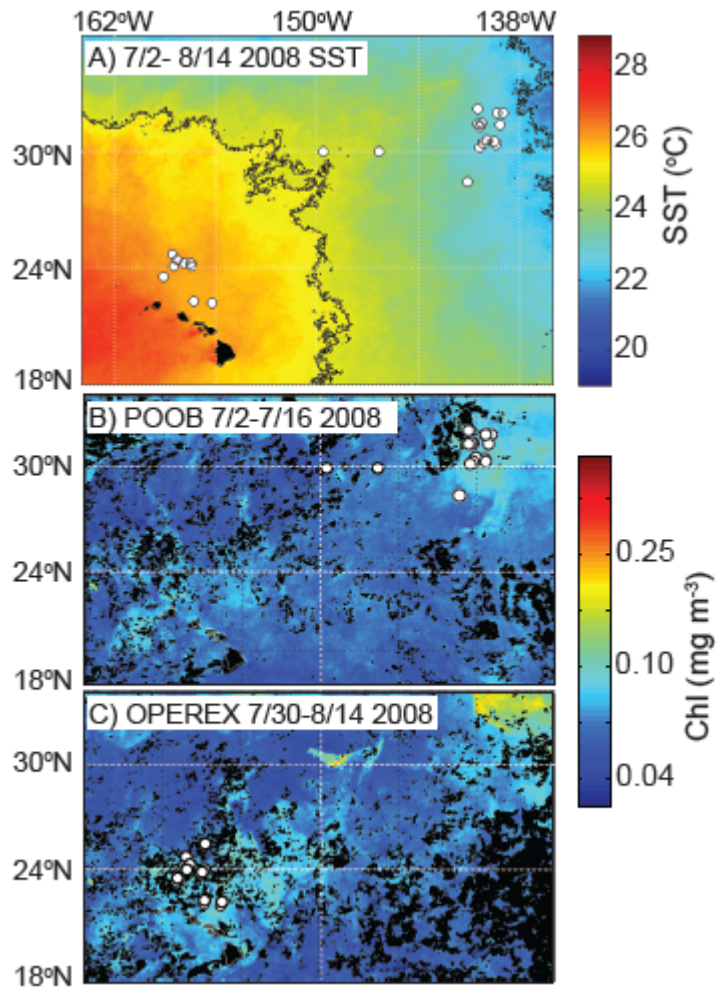 162ºW 150ºW 138ºW
A) 7/2- 8/14 2008 SST
30ºN
24ºN
18ºN
28
26
24
22
20
SST (ºC)
B) POOB 7/2-7/16 2008
30ºN
24ºN
18ºN
C) OPEREX 7/30-8/14 2008
30ºN
24ºN
18ºN
0.25
0.10
0.04
Chl (mg m⁻³)